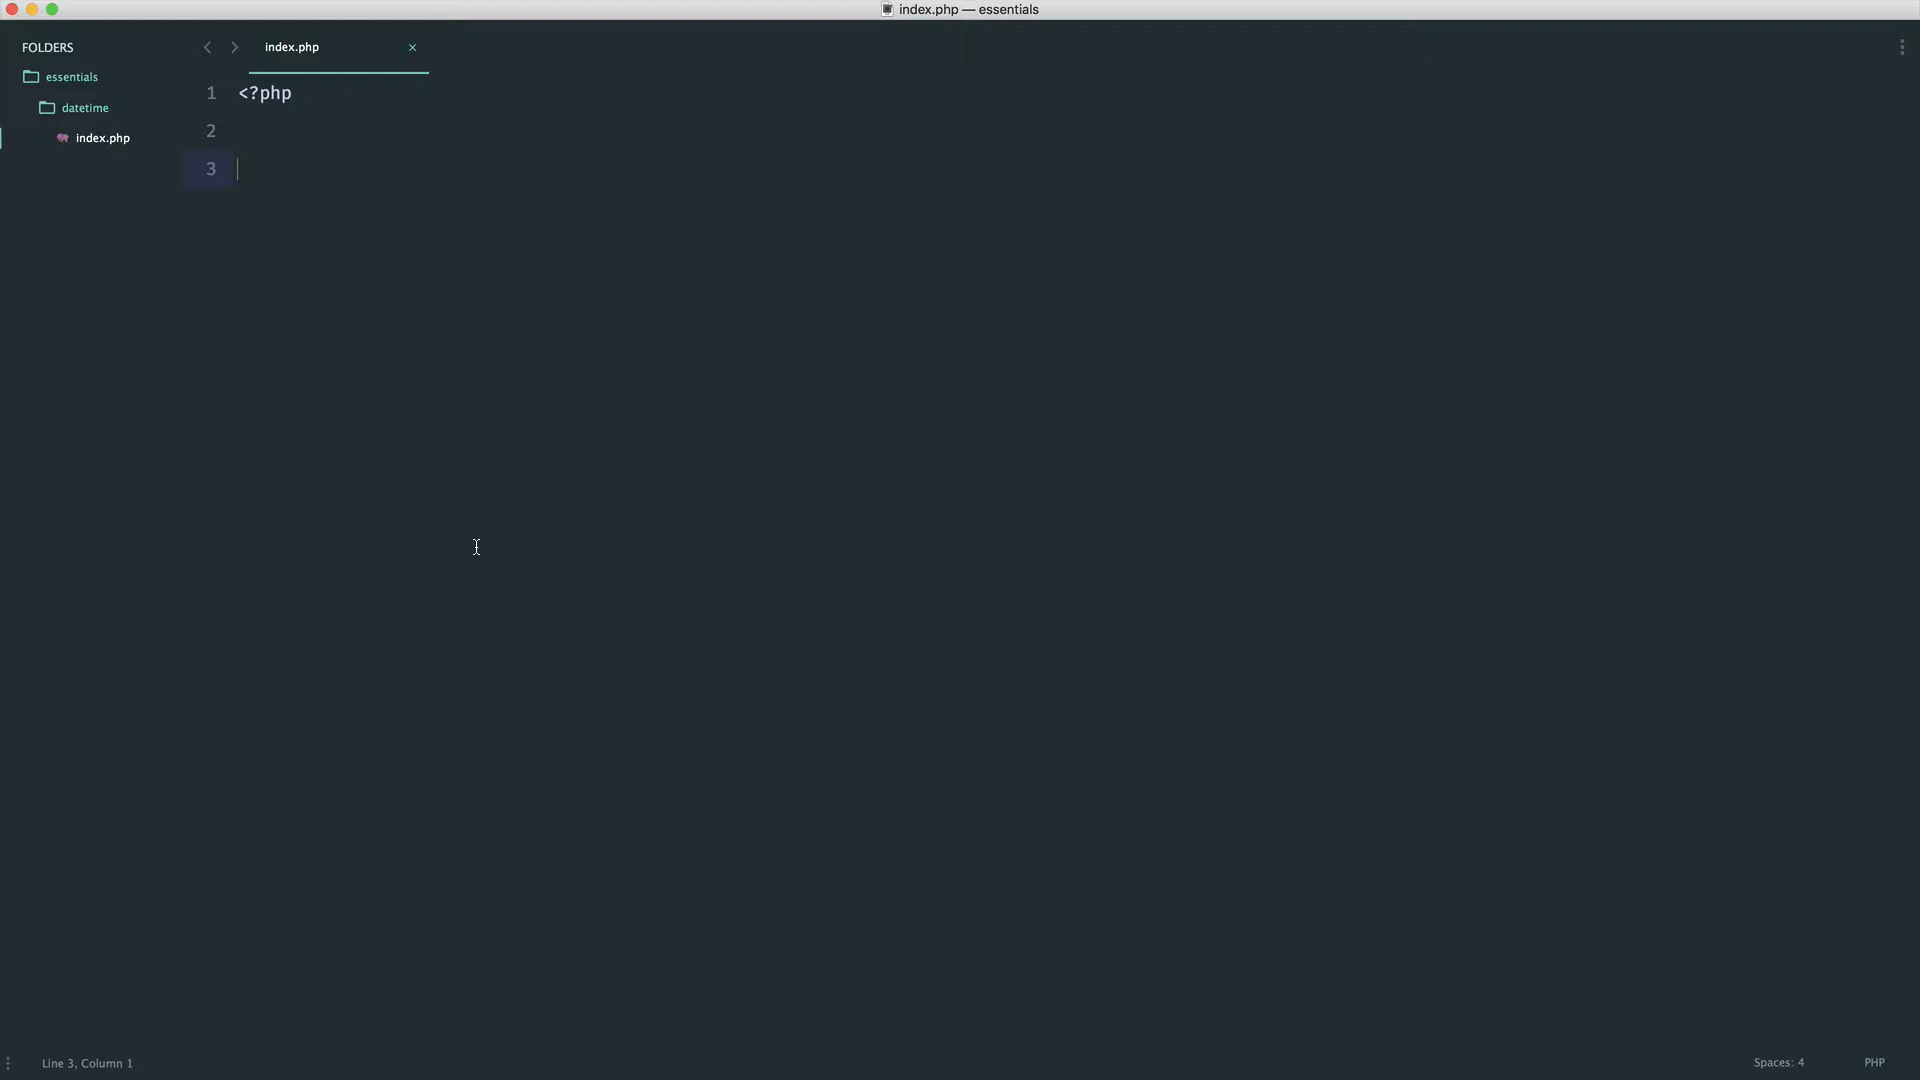 index.php — essentials
FOLDERS
essentials
datetime
index.php
index.php
1 <?php
2
3
Line 3, Column 1
Spaces: 4
PHP